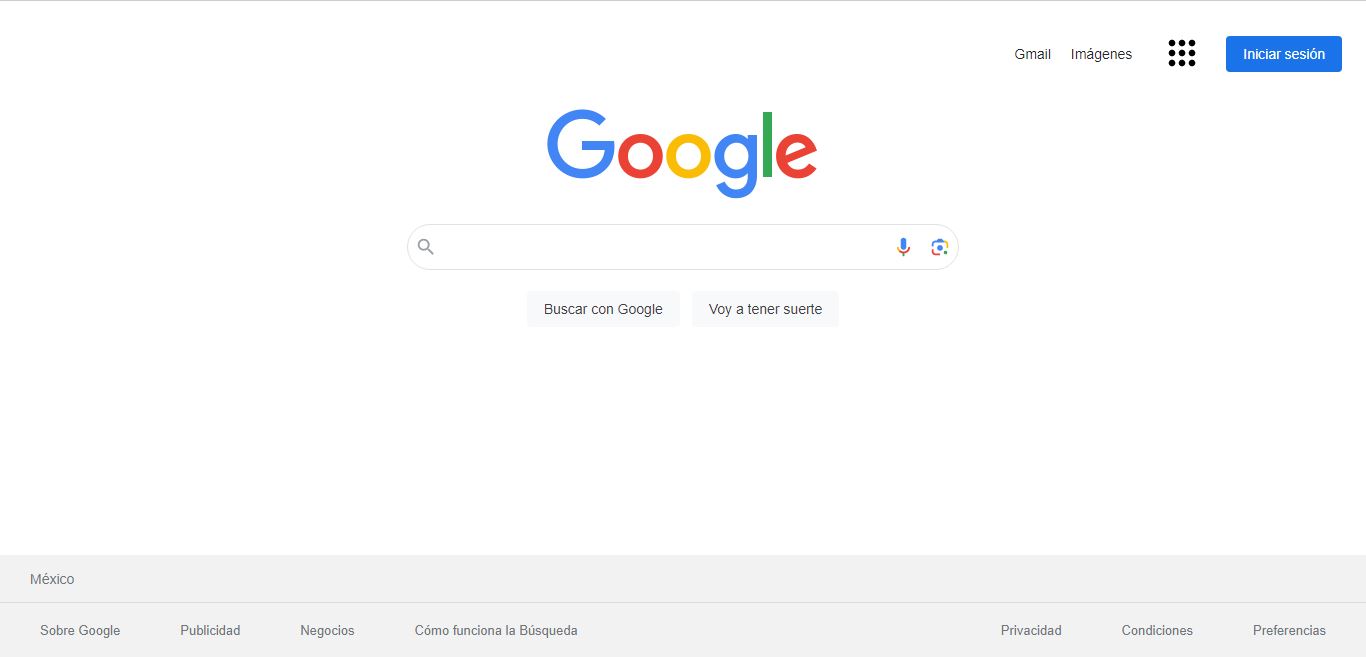 Gmail Imágenes Iniciar sesión
Google
Buscar con Google Voy a tener suerte
México
Sobre Google Publicidad Negocios Cómo funciona la Búsqueda Privacidad Condiciones Preferencias